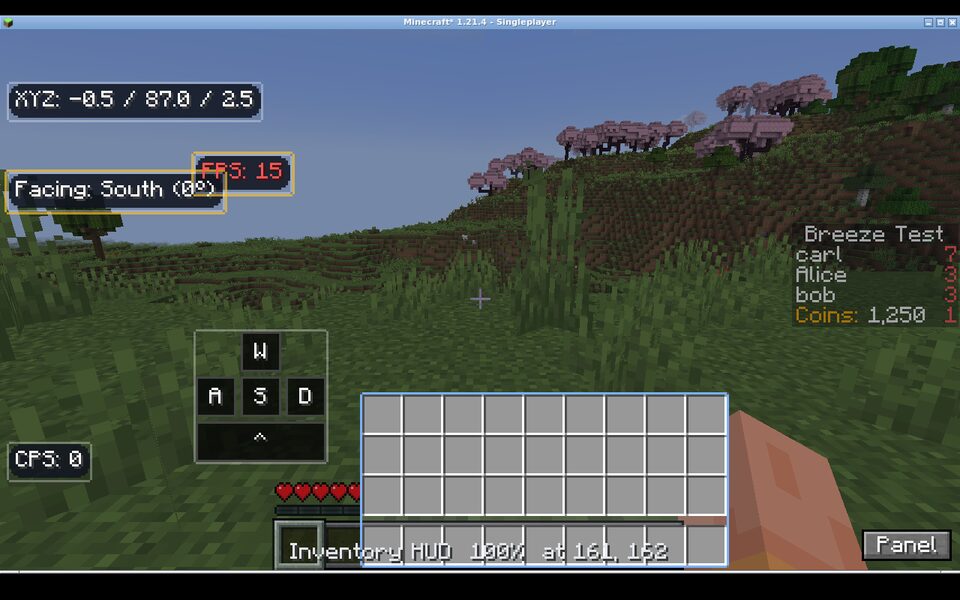 Minecraft* 1.21.4 - Singleplayer
XYZ: -0.5 / 87.0 / 2.5
FPS: 15
Facing: South (0º)
Breeze Test
carl 7
Alice 3
bob 3
Coins: 1,250 1
W
A S D
^
CPS: 0
Inventory HUD 100% at 161, 162
Panel